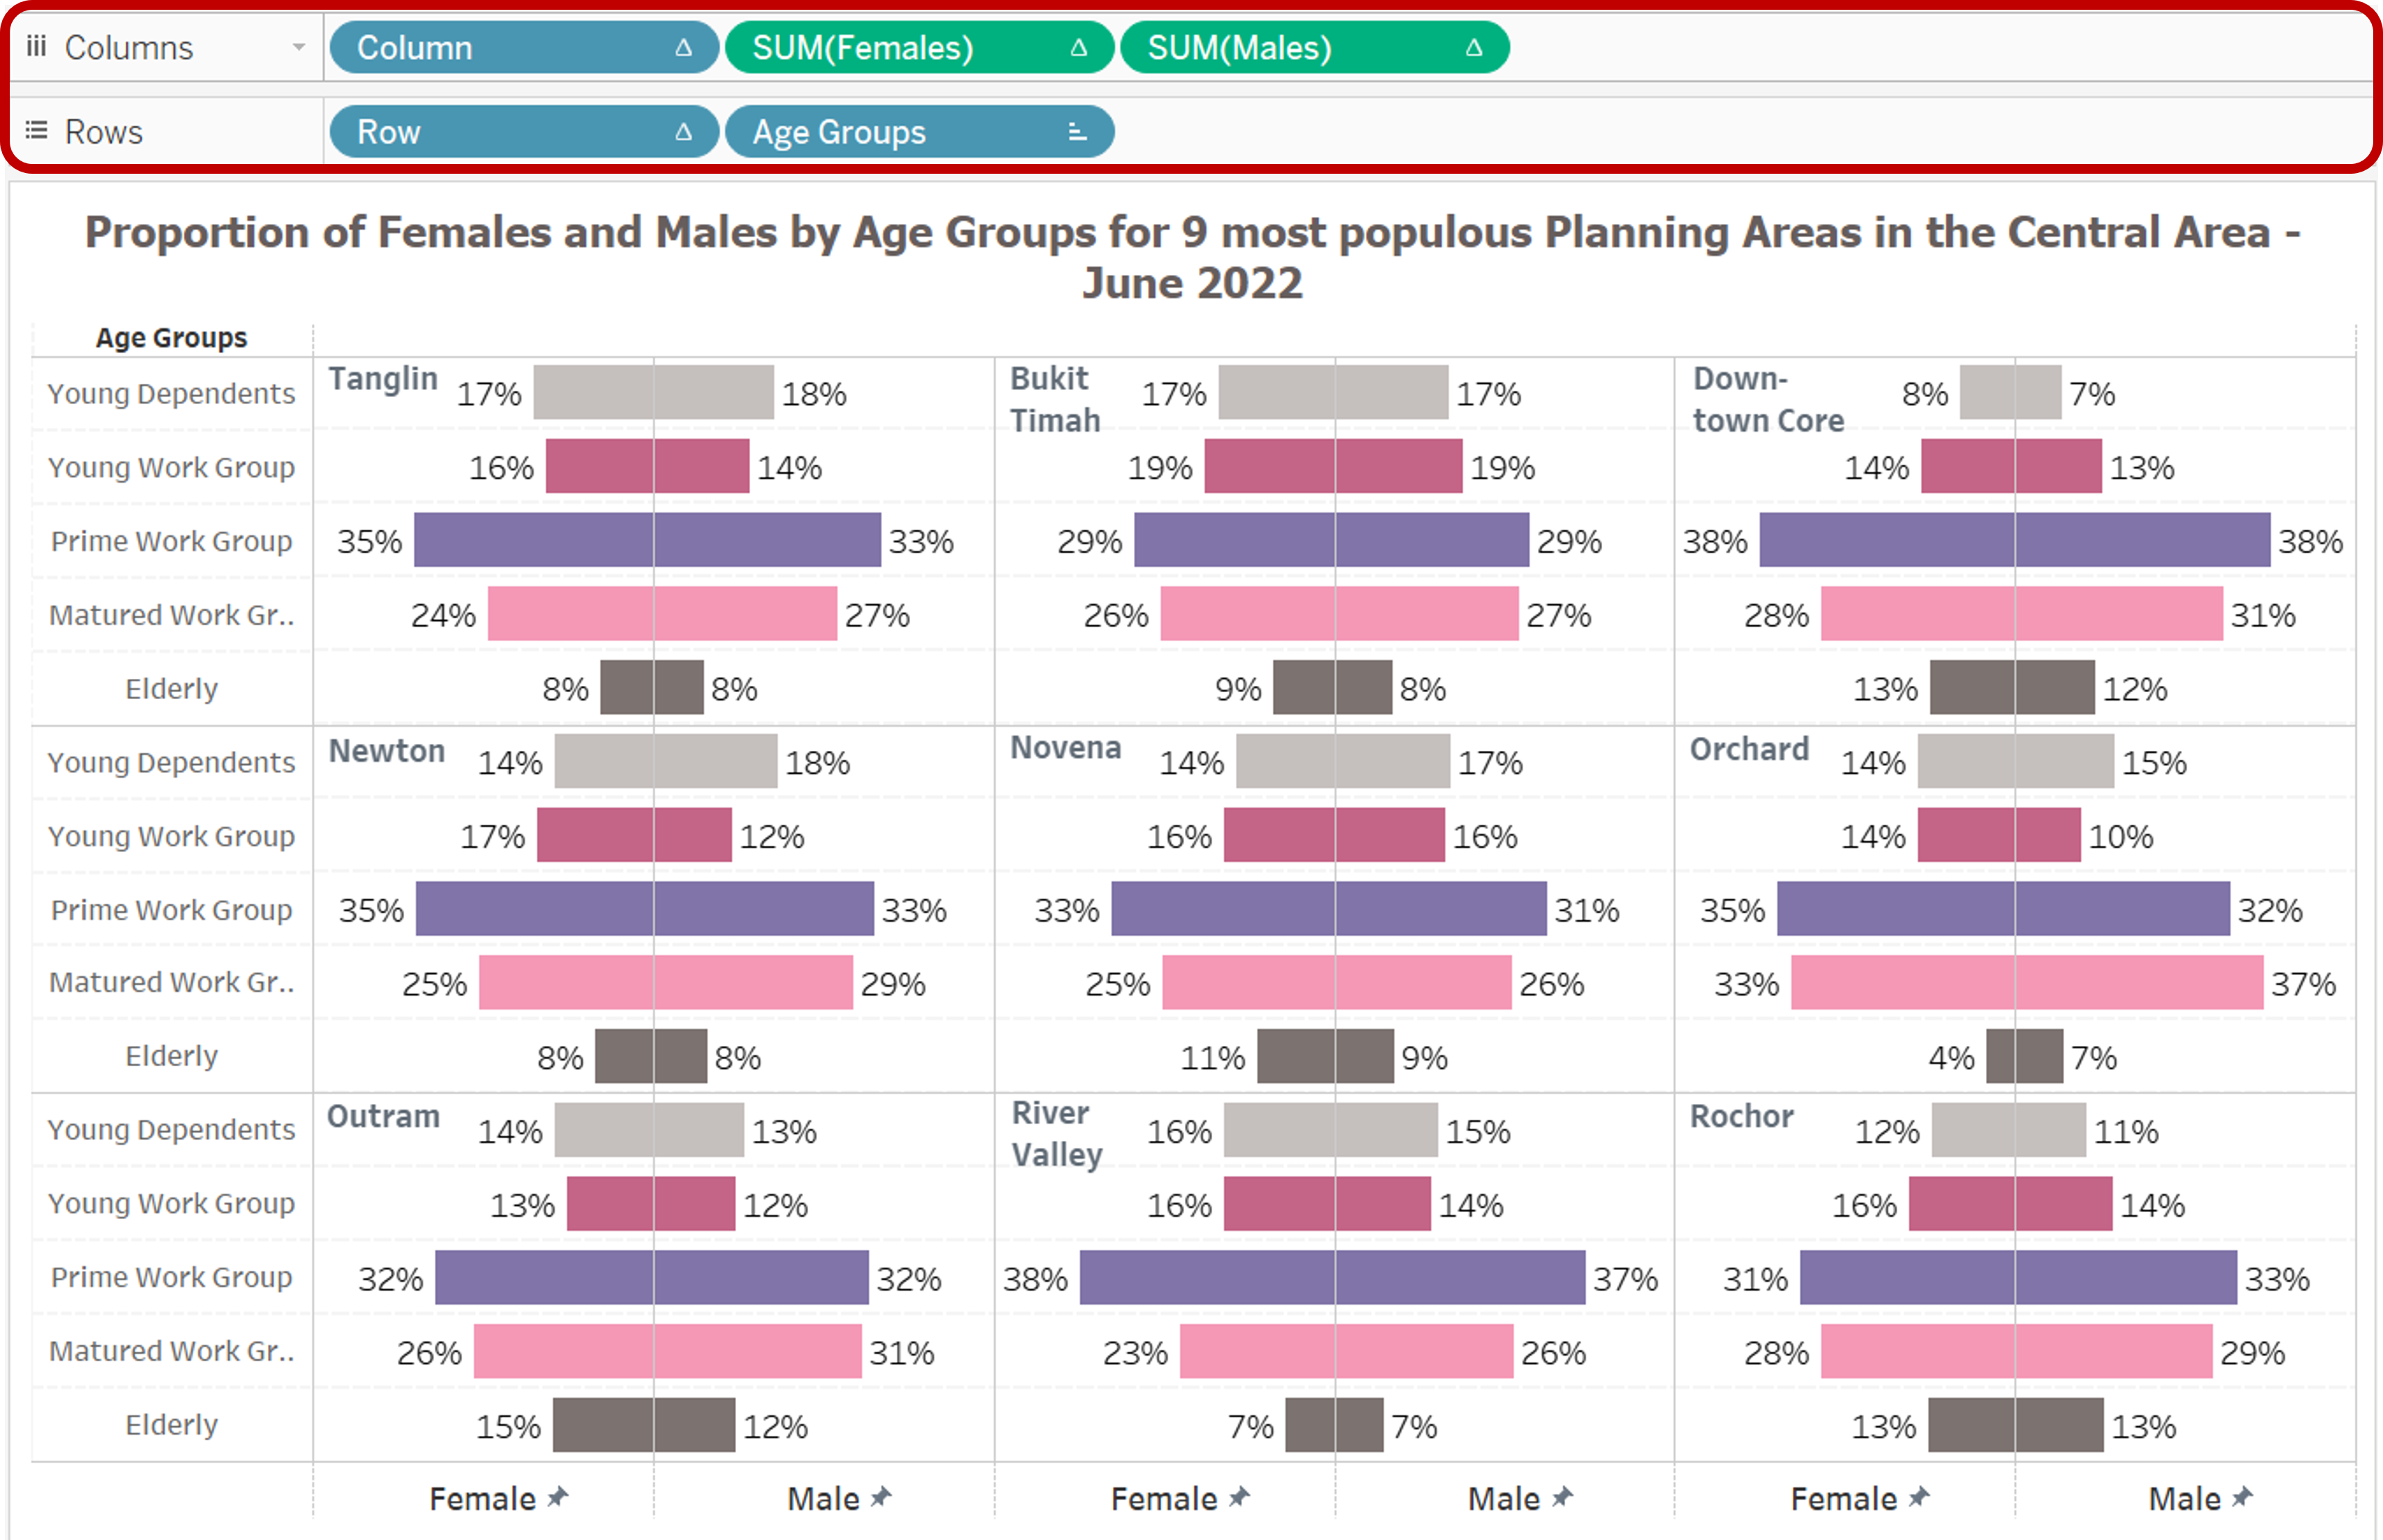 Columns Column SUM(Females) SUM(Males)
Rows Row Age Groups
Proportion of Females and Males by Age Groups for 9 most populous Planning Areas in the Central Area -
June 2022
Age Groups
Young Dependents Tanglin 17% 18% Bukit Timah 17% 17% Down-town Core 8% 7%
Young Work Group 16% 14% 19% 19% 14% 13%
Prime Work Group 35% 33% 29% 29% 38% 38%
Matured Work Gr.. 24% 27% 26% 27% 28% 31%
Elderly 8% 8% 9% 8% 13% 12%
Young Dependents Newton 14% 18% Novena 14% 17% Orchard 14% 15%
Young Work Group 17% 12% 16% 16% 14% 10%
Prime Work Group 35% 33% 33% 31% 35% 32%
Matured Work Gr.. 25% 29% 25% 26% 33% 37%
Elderly 8% 8% 11% 9% 4% 7%
Young Dependents Outram 14% 13% River Valley 16% 15% Rochor 12% 11%
Young Work Group 13% 12% 16% 14% 16% 14%
Prime Work Group 32% 32% 38% 37% 31% 33%
Matured Work Gr.. 26% 31% 23% 26% 28% 29%
Elderly 15% 12% 7% 7% 13% 13%
Female Male Female Male Female Male